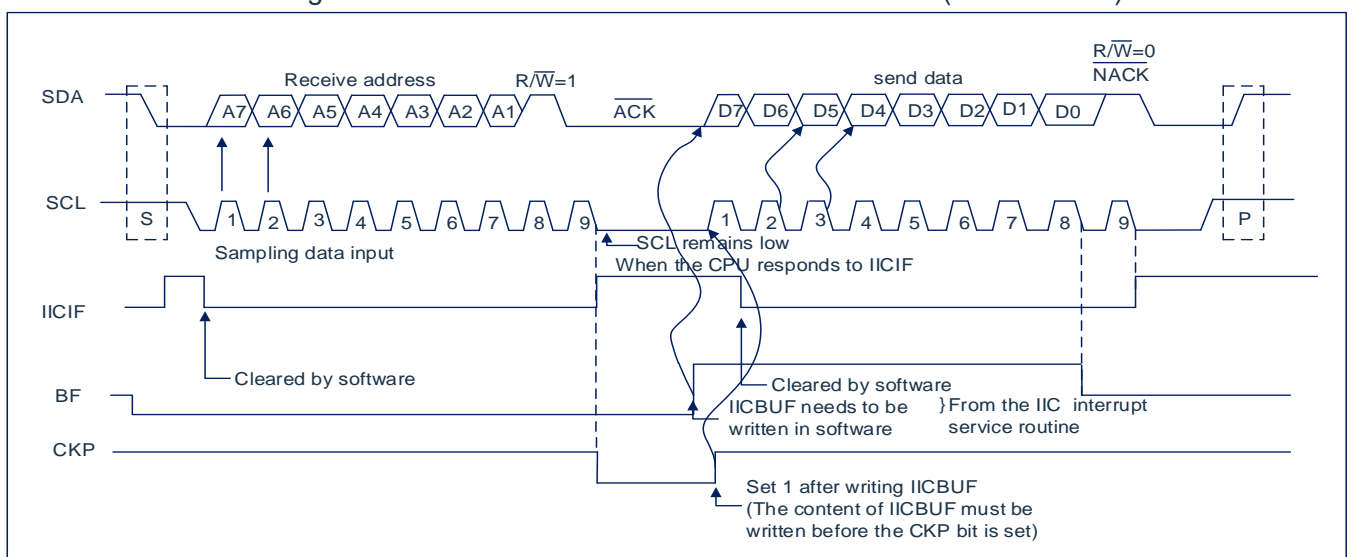 R/W=0
NACK
Receive address
R/W=1
send data
SDA
A7 A6 A5 A4 A3 A2 A1
ACK
D7 D6 D5 D4 D3 D2 D1 D0
SCL
S
1 2 3 4 5 6 7 8 9
1 2 3 4 5 6 7 8 9
P
Sampling data input
SCL remains low
When the CPU responds to IICIF
IICIF
Cleared by software
Cleared by software
BF
IICBUF needs to be
written in software
}From the IIC interrupt
service routine
CKP
Set 1 after writing IICBUF
(The content of IICBUF must be
written before the CKP bit is set)